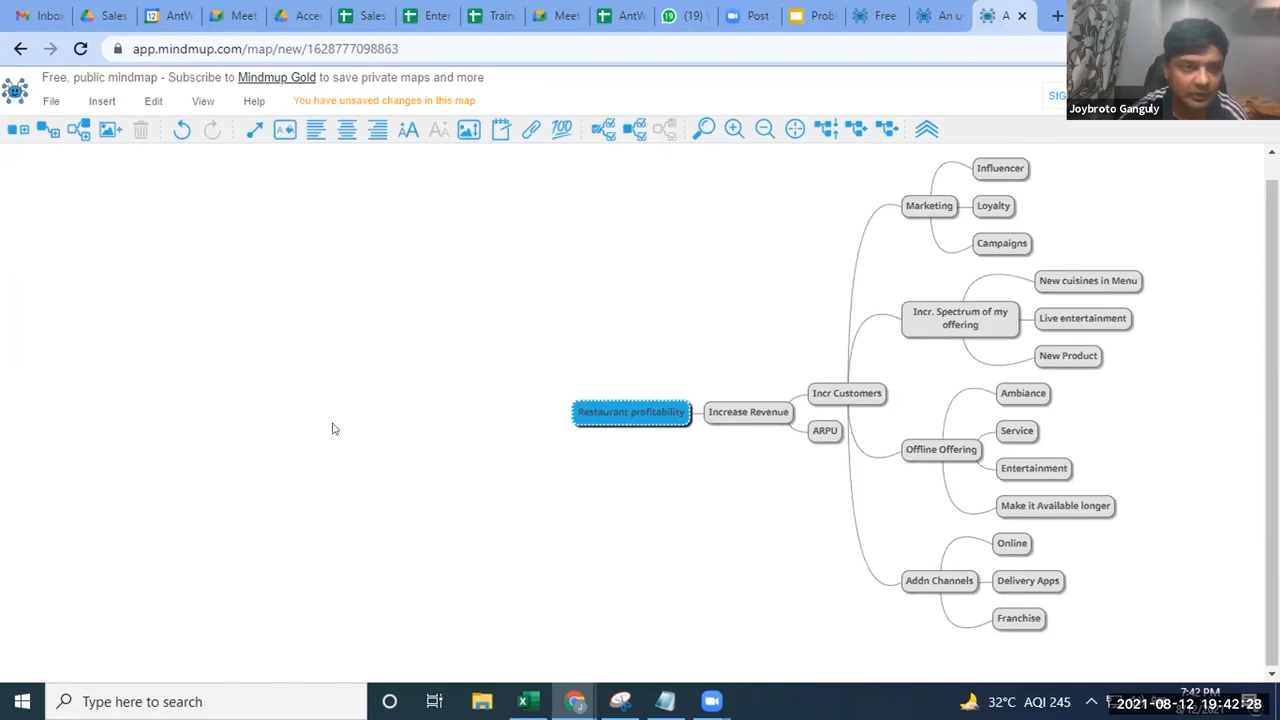 Inbo
Sales
AntW
Meet
Acces
Sales
Enter
Train
Meet
AntW
(19)
Post
Prob
Free
An u
A
app.mindmup.com/map/new/1628777098863
Free, public mindmap - Subscribe to Mindmup Gold to save private maps and more
SIG
Joybroto Ganguly
File Insert Edit View Help You have unsaved changes in this map
Influencer
Marketing
Loyalty
Campaigns
New cuisines in Menu
Incr. Spectrum of my
offering
Live entertainment
New Product
Incr Customers
Ambiance
Restaurant profitability
Increase Revenue
ARPU
Service
Offline Offering
Entertainment
Make it Available longer
Online
Addn Channels
Delivery Apps
Franchise
Type here to search
32°C AQI 245
7:42 PM
2021-08-12 19:42:28